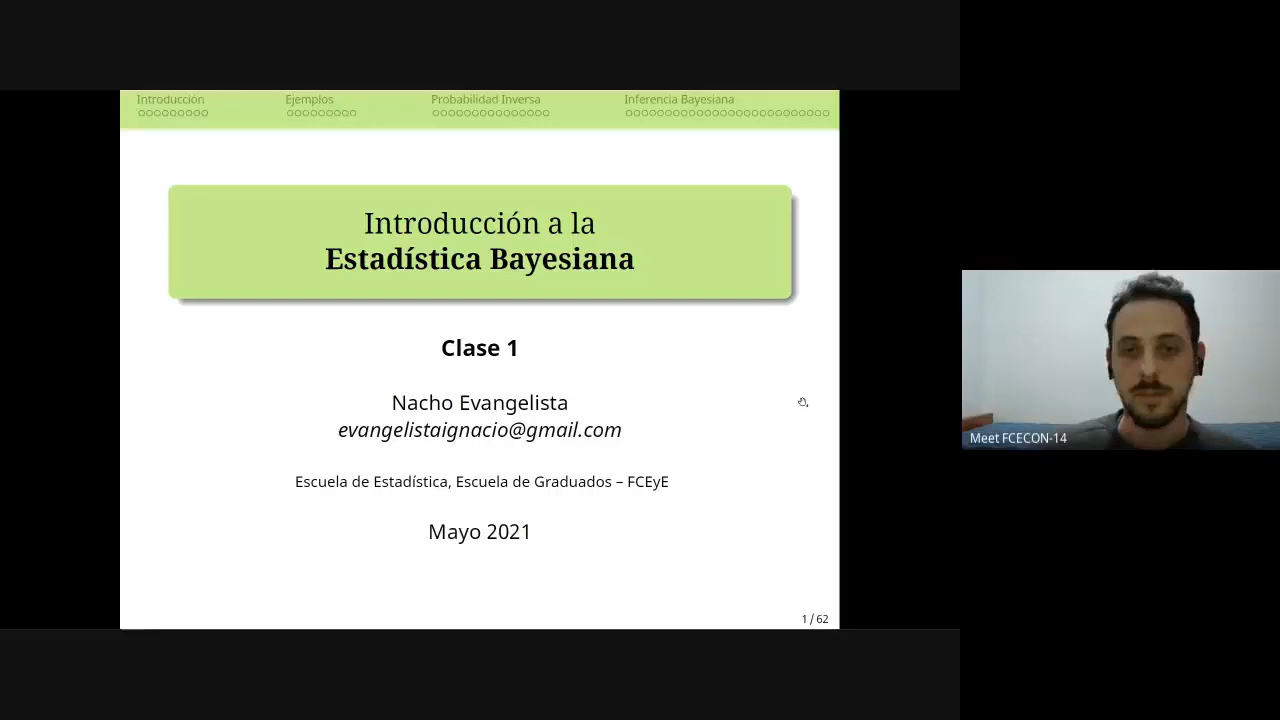 Introducción
Ejemplos
Probabilidad Inversa
Inferencia Bayesiana
Introducción a la
Estadística Bayesiana
Clase 1
Nacho Evangelista
evangelistaignacio@gmail.com
Escuela de Estadística, Escuela de Graduados – FCEyE
Mayo 2021
1 / 62
Meet FCECON-14